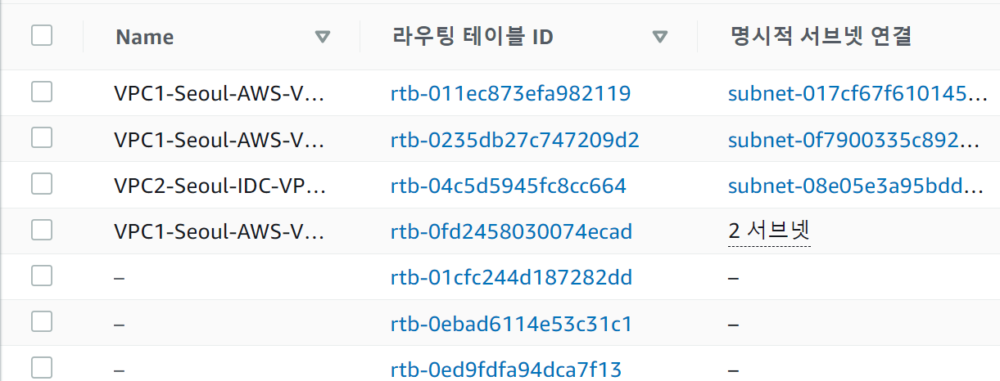 Name 라우팅 테이블 ID 명시적 서브넷 연결
VPC1-Seoul-AWS-V... rtb-011ec873efa982119 subnet-017cf67f610145...
VPC1-Seoul-AWS-V... rtb-0235db27c747209d2 subnet-0f7900335c892...
VPC2-Seoul-IDC-VP... rtb-04c5d5945fc8cc664 subnet-08e05e3a95bdd...
VPC1-Seoul-AWS-V... rtb-0fd2458030074ecad 2 서브넷
– rtb-01cfc244d187282dd –
– rtb-0ebad6114e53c31c1 –
– rtb-0ed9fdfa94dca7f13 –